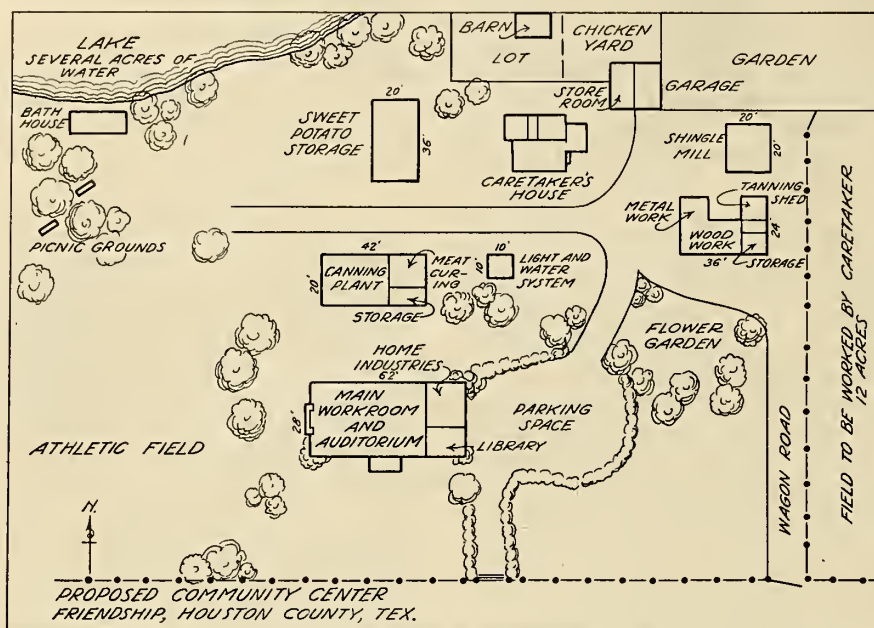 LAKE
SEVERAL ACRES OF
WATER
BATH
HOUSE
PICNIC GROUNDS
BARN
LOT
CHICKEN
YARD
GARDEN
STORE
ROOM
GARAGE
20'
SWEET
POTATO
STORAGE
36'
CARETAKER'S
HOUSE
SHINGLE
MILL
20'
20'
TANNING
SHED
METAL
WORK
WOOD
WORK
24'
36'
STORAGE
42'
20'
CANNING
PLANT
MEAT
CUR-
ING
STORAGE
10'
10'
LIGHT AND
WATER
SYSTEM
HOME
INDUSTRIES
62'
28'
MAIN
WORKROOM
AND
AUDITORIUM
LIBRARY
PARKING
SPACE
FLOWER
GARDEN
WAGON ROAD
FIELD TO BE WORKED BY CARETAKER
12 ACRES
ATHLETIC FIELD
N.
PROPOSED COMMUNITY CENTER
FRIENDSHIP, HOUSTON COUNTY, TEX.